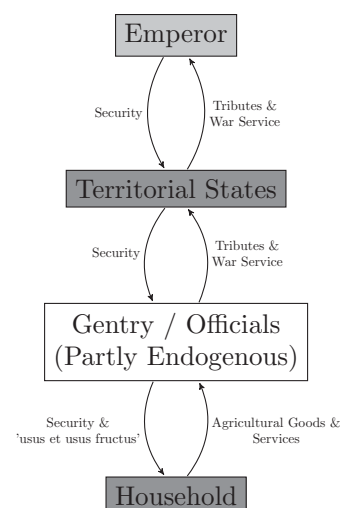 Emperor
Security
Tributes &
War Service
Territorial States
Security
Tributes &
War Service
Gentry / Officials
(Partly Endogenous)
Security &
'usus et usus fructus'
Agricultural Goods &
Services
Household